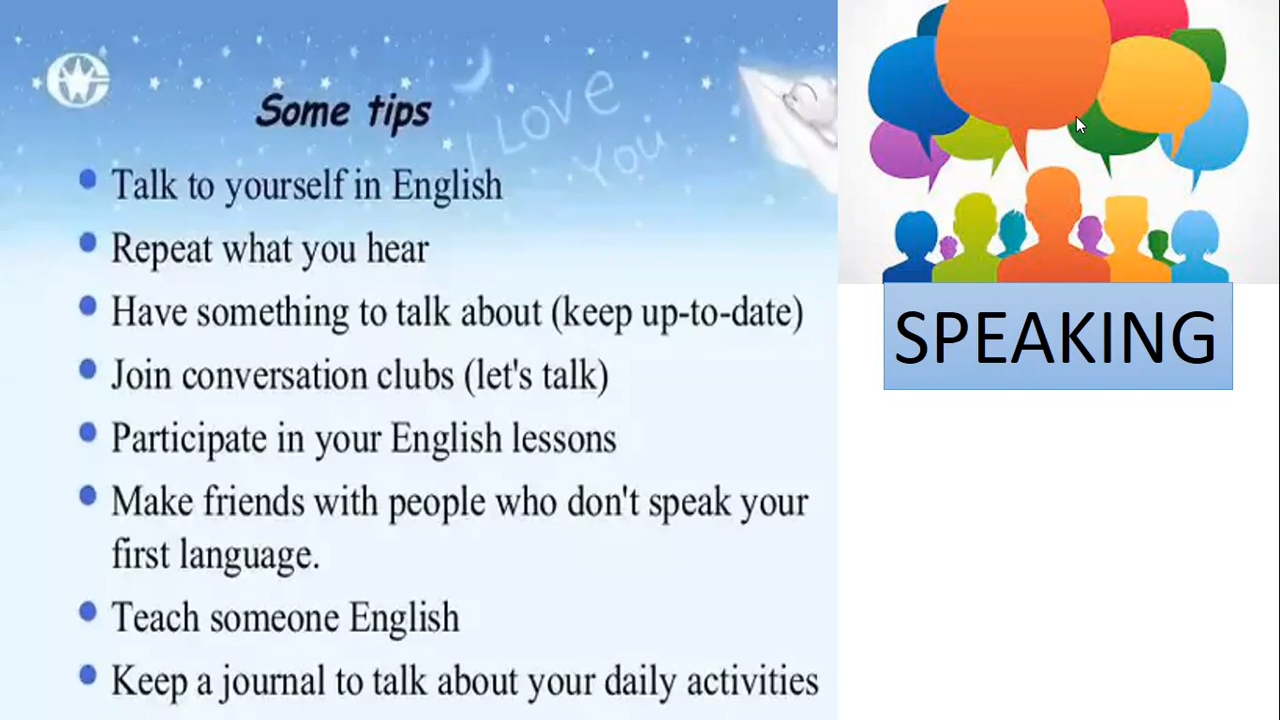 Some tips
I Love
You
Talk to yourself in English
Repeat what you hear
Have something to talk about (keep up-to-date)
Join conversation clubs (let's talk)
Participate in your English lessons
Make friends with people who don't speak your
first language.
Teach someone English
Keep a journal to talk about your daily activities
SPEAKING